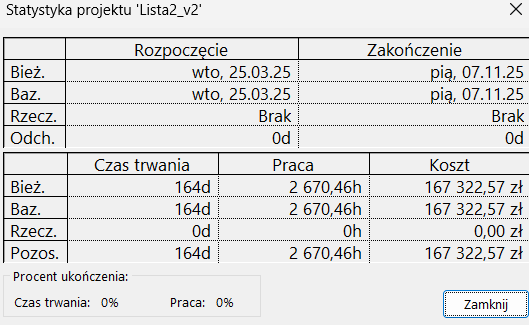 Statystyka projektu 'Lista2_v2'
Rozpoczęcie Zakończenie
Bież. wto, 25.03.25 pią, 07.11.25
Baz. wto, 25.03.25 pią, 07.11.25
Rzecz. Brak Brak
Odch. 0d 0d
Czas trwania Praca Koszt
Bież. 164d 2 670,46h 167 322,57 zł
Baz. 164d 2 670,46h 167 322,57 zł
Rzecz. 0d 0h 0,00 zł
Pozos. 164d 2 670,46h 167 322,57 zł
Procent ukończenia:
Czas trwania: 0% Praca: 0%
Zamknij